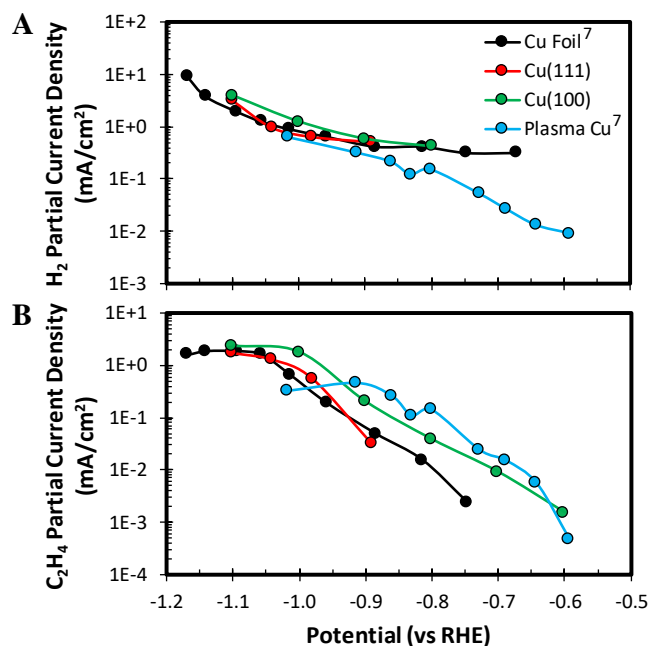 A
H₂ Partial Current Density
(mA/cm²)
1E+2
1E+1
1E+0
1E-1
1E-2
1E-3
Cu Foil⁷
Cu(111)
Cu(100)
Plasma Cu⁷
B
C₂H₄ Partial Current Density
(mA/cm²)
1E+1
1E+0
1E-1
1E-2
1E-3
1E-4
-1.2 -1.1 -1.0 -0.9 -0.8 -0.7 -0.6 -0.5
Potential (vs RHE)